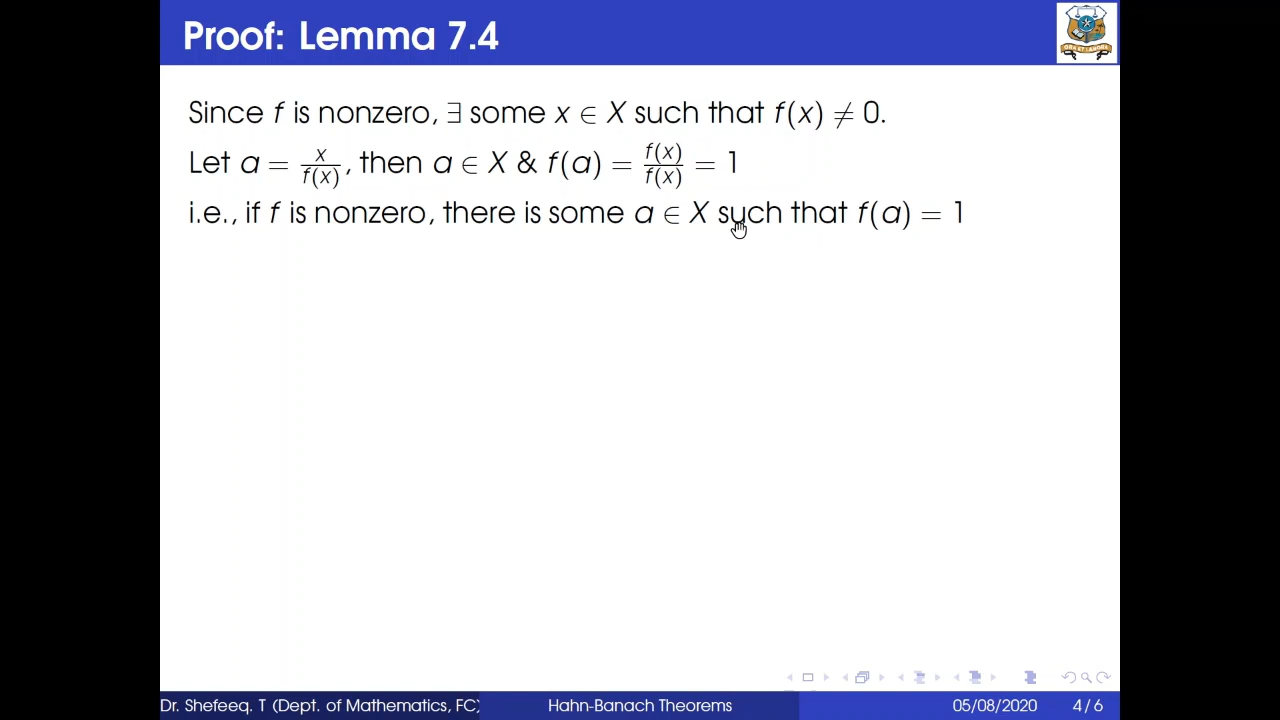 Proof: Lemma 7.4
Since f is nonzero, ∃ some x ∈ X such that f(x) ≠ 0.
Let a = x/f(x), then a ∈ X & f(a) = f(x)/f(x) = 1
i.e., if f is nonzero, there is some a ∈ X such that f(a) = 1
Dr. Shefeeq. T (Dept. of Mathematics, FC) Hahn-Banach Theorems 05/08/2020 4/6